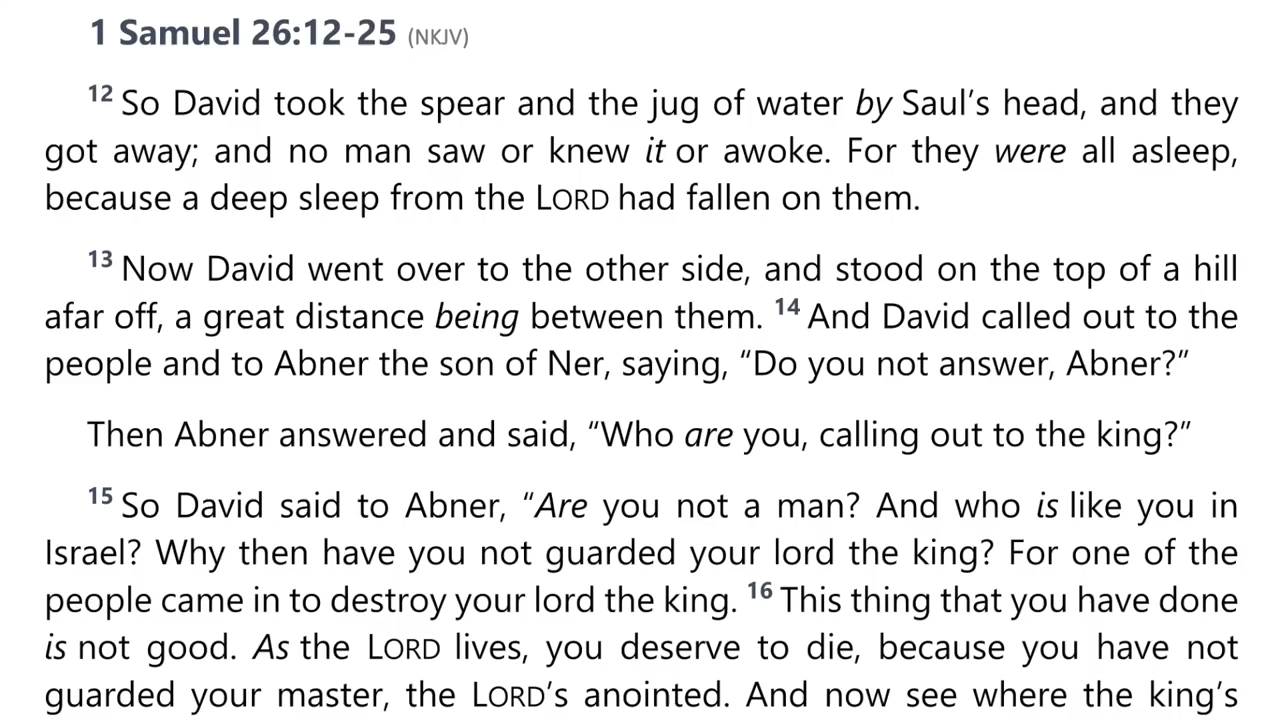 1 Samuel 26:12-25 (NKJV)
12 So David took the spear and the jug of water by Saul’s head, and they
got away; and no man saw or knew it or awoke. For they were all asleep,
because a deep sleep from the LORD had fallen on them.
13 Now David went over to the other side, and stood on the top of a hill
afar off, a great distance being between them. 14 And David called out to the
people and to Abner the son of Ner, saying, “Do you not answer, Abner?”
Then Abner answered and said, “Who are you, calling out to the king?”
15 So David said to Abner, “Are you not a man? And who is like you in
Israel? Why then have you not guarded your lord the king? For one of the
people came in to destroy your lord the king. 16 This thing that you have done
is not good. As the LORD lives, you deserve to die, because you have not
guarded your master, the LORD’s anointed. And now see where the king’s